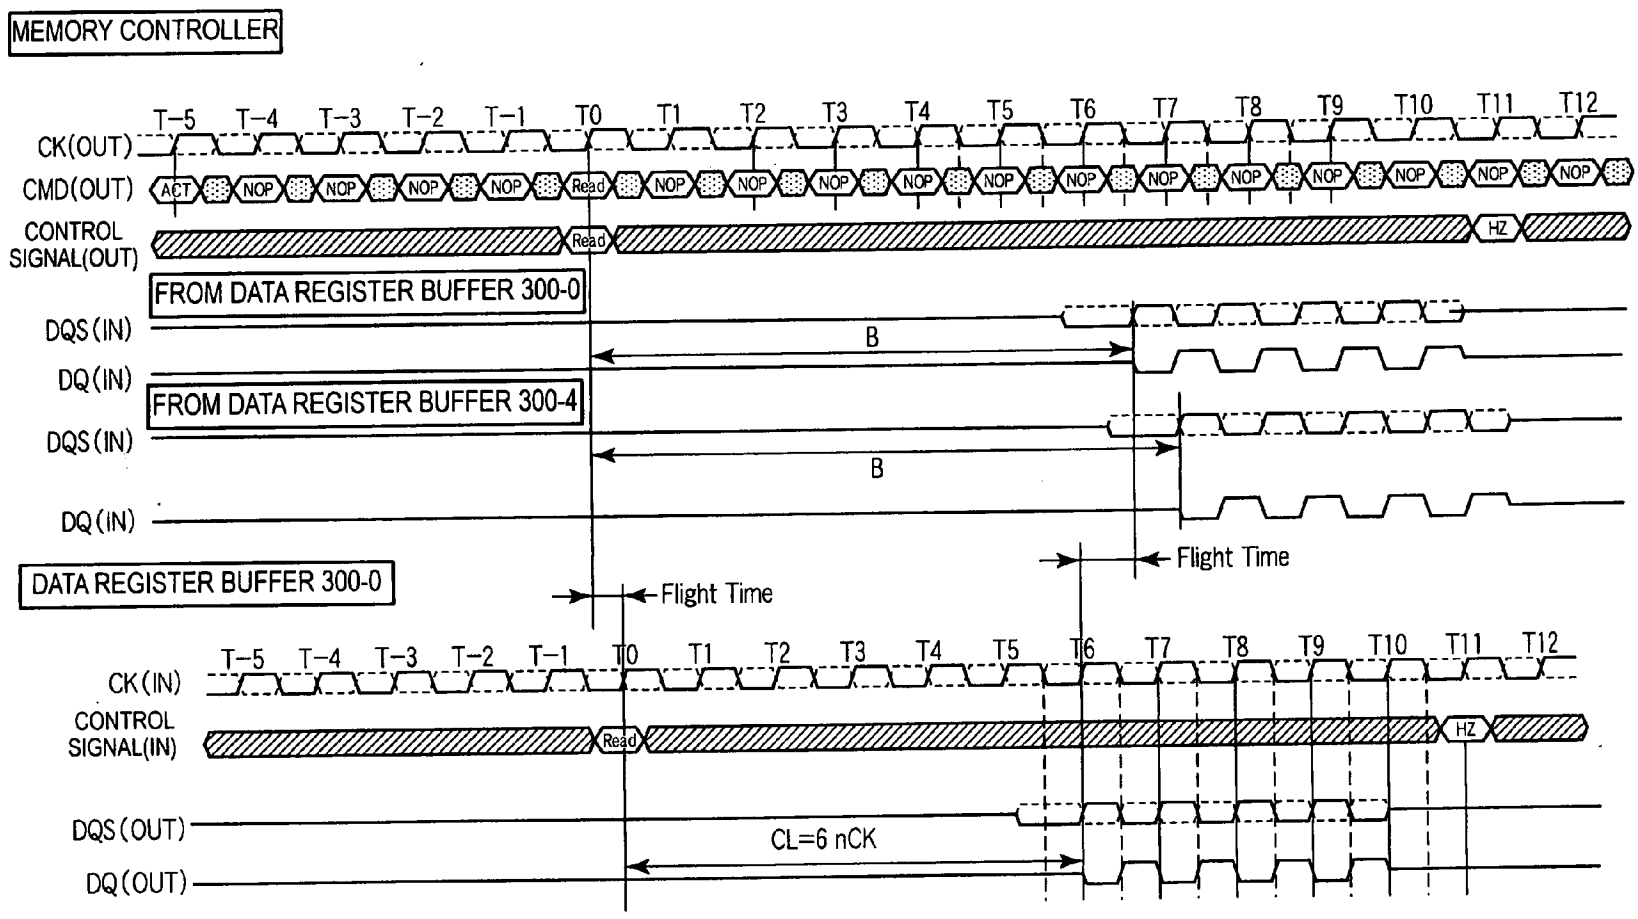 MEMORY CONTROLLER
T-5 T-4 T-3 T-2 T-1 T0 T1 T2 T3 T4 T5 T6 T7 T8 T9 T10 T11 T12
CK(OUT)
CMD(OUT) ACT NOP NOP NOP NOP Read NOP NOP NOP NOP NOP NOP NOP NOP NOP NOP NOP NOP
CONTROL
SIGNAL(OUT) Read HZ
FROM DATA REGISTER BUFFER 300-0
DQS(IN)
B
DQ(IN)
FROM DATA REGISTER BUFFER 300-4
DQS(IN)
B
DQ(IN)
Flight Time
DATA REGISTER BUFFER 300-0
Flight Time
T-5 T-4 T-3 T-2 T-1 T0 T1 T2 T3 T4 T5 T6 T7 T8 T9 T10 T11 T12
CK(IN)
CONTROL
SIGNAL(IN) Read HZ
DQS(OUT)
CL=6 nCK
DQ(OUT)